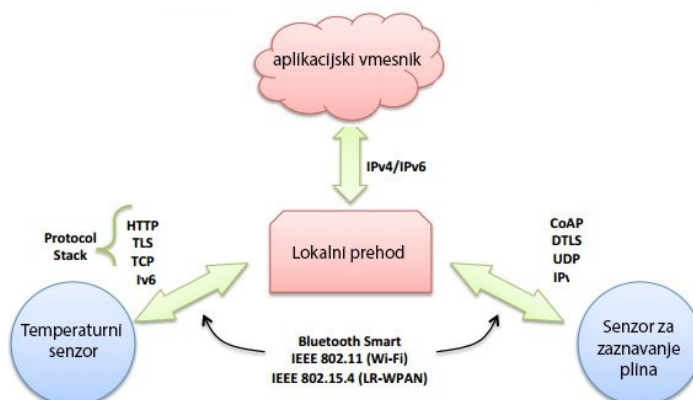 aplikacijski vmesnik
IPv4/IPv6
Protocol
Stack
HTTP
TLS
TCP
Iv6
Lokalni prehod
CoAP
DTLS
UDP
Temperaturni
senzor
Bluetooth Smart
IEEE 802.11 (Wi-Fi)
IEEE 802.15.4 (LR-WPAN)
Senzor za
zaznavanje
plina